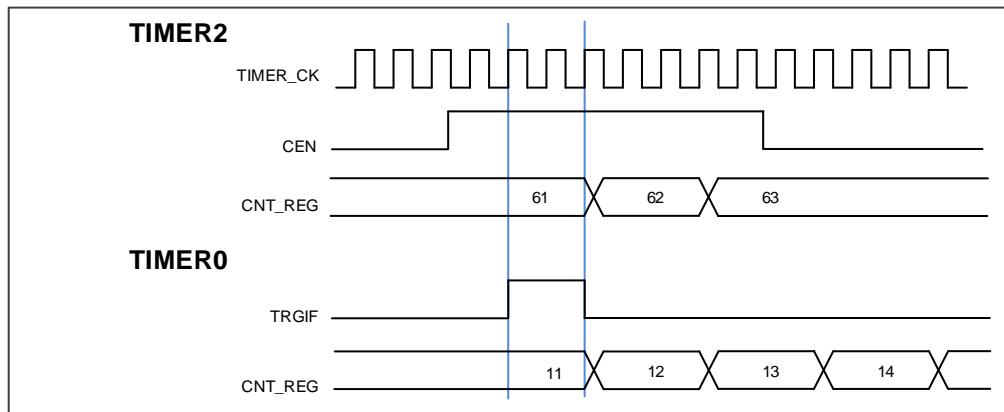 TIMER2
TIMER_CK
CEN
CNT_REG 61 62 63
TIMER0
TRGIF
CNT_REG 11 12 13 14